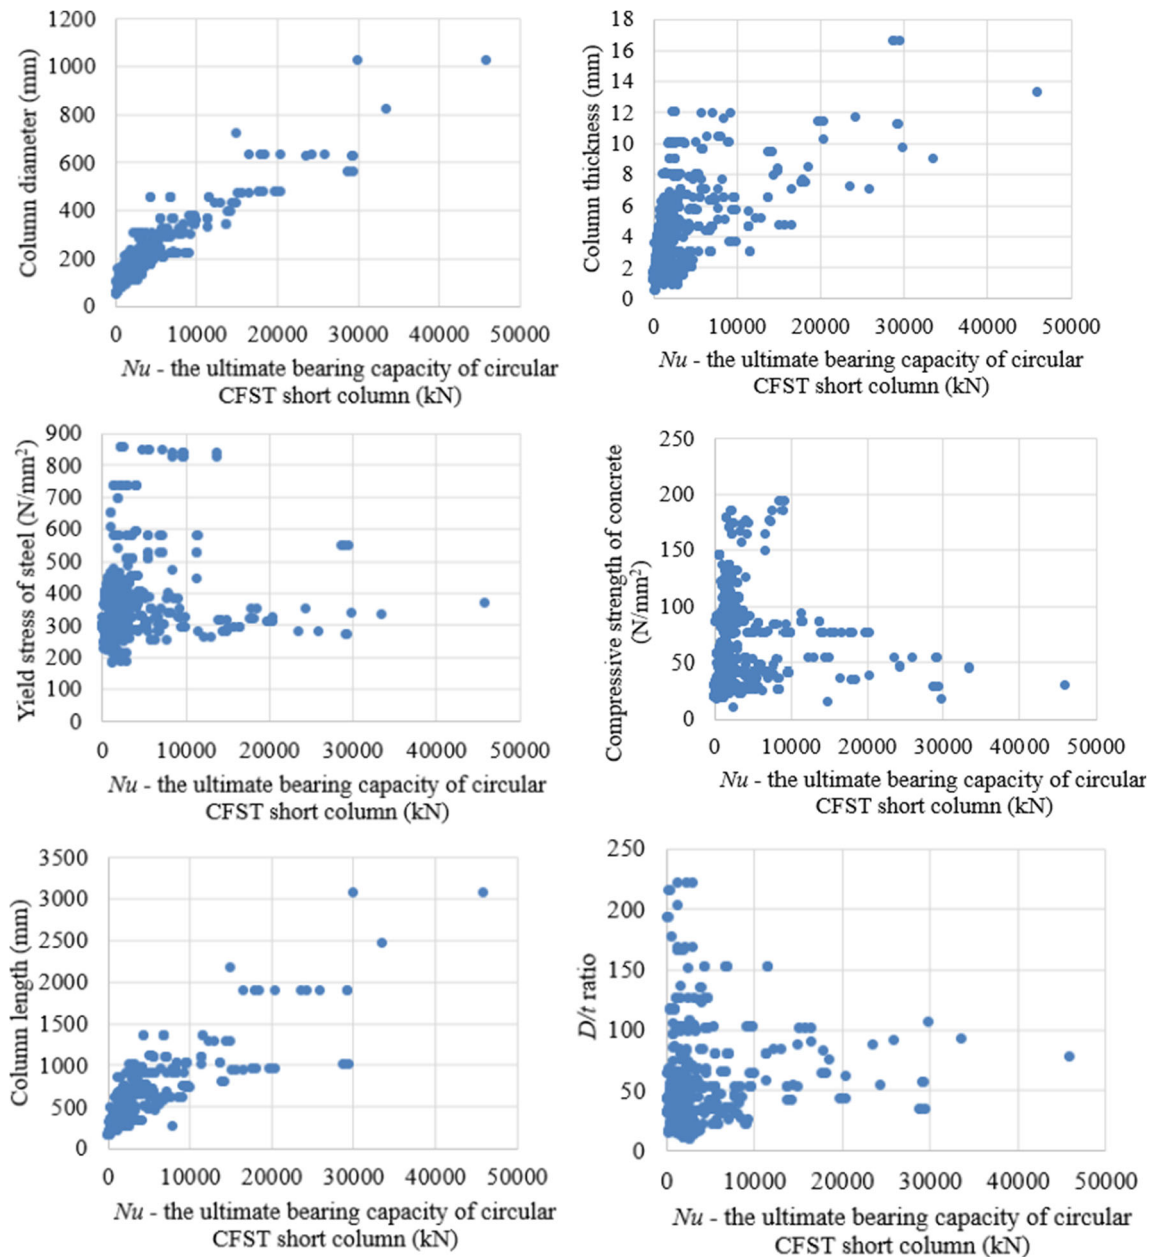 Column diameter (mm)
1200
1000
800
600
400
200
0
0 10000 20000 30000 40000 50000
Nu - the ultimate bearing capacity of circular
CFST short column (kN)
Column thickness (mm)
18
16
14
12
10
8
6
4
2
0
0 10000 20000 30000 40000 50000
Nu - the ultimate bearing capacity of circular
CFST short column (kN)
Yield stress of steel (N/mm²)
900
800
700
600
500
400
300
200
100
0
0 10000 20000 30000 40000 50000
Nu - the ultimate bearing capacity of circular
CFST short column (kN)
Compressive strength of concrete
(N/mm²)
250
200
150
100
50
0
0 10000 20000 30000 40000 50000
Nu - the ultimate bearing capacity of circular
CFST short column (kN)
Column length (mm)
3500
3000
2500
2000
1500
1000
500
0
0 10000 20000 30000 40000 50000
Nu - the ultimate bearing capacity of circular
CFST short column (kN)
D/t ratio
250
200
150
100
50
0
0 10000 20000 30000 40000 50000
Nu - the ultimate bearing capacity of circular
CFST short column (kN)